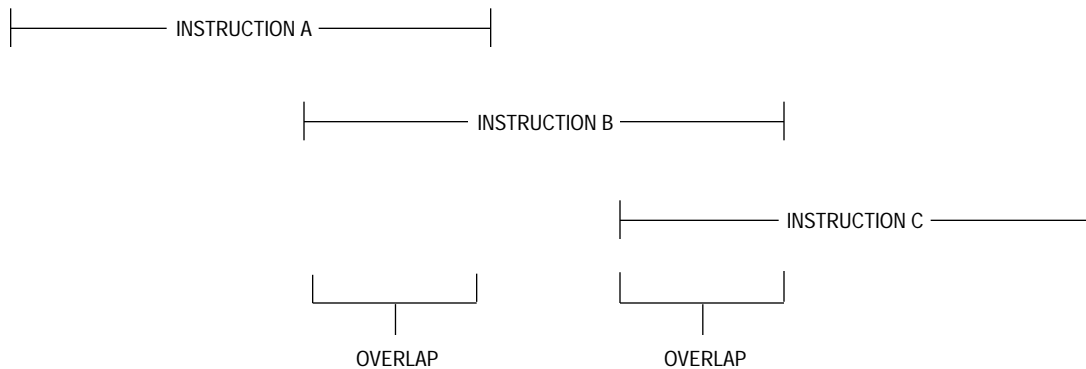 INSTRUCTION A
INSTRUCTION B
INSTRUCTION C
OVERLAP
OVERLAP